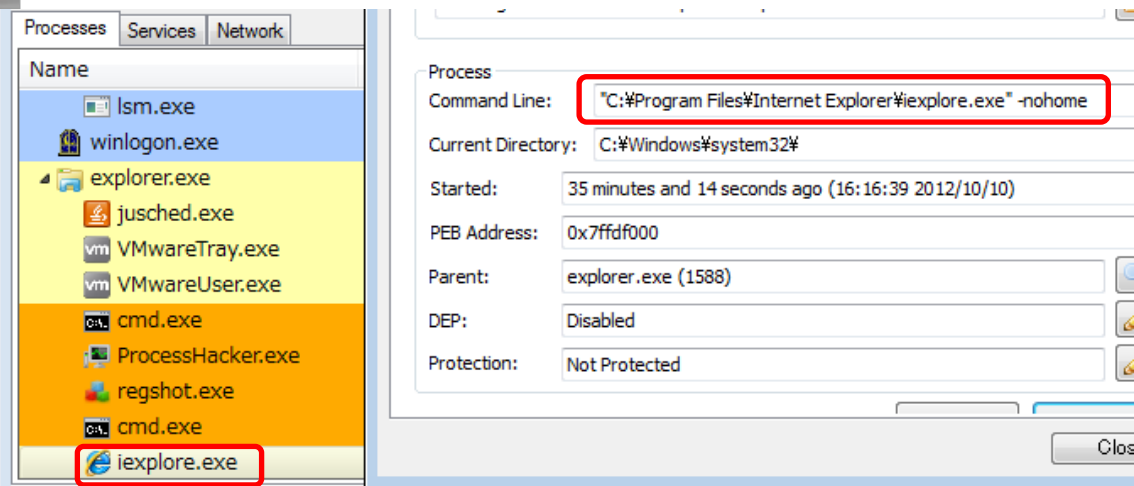 Processes
Services
Network
Name
lsm.exe
winlogon.exe
explorer.exe
jusched.exe
VMwareTray.exe
VMwareUser.exe
cmd.exe
ProcessHacker.exe
regshot.exe
cmd.exe
iexplore.exe
Process
Command Line: "C:¥Program Files¥Internet Explorer¥iexplore.exe" -nohome
Current Directory: C:¥Windows¥system32¥
Started: 35 minutes and 14 seconds ago (16:16:39 2012/10/10)
PEB Address: 0x7ffdf000
Parent: explorer.exe (1588)
DEP: Disabled
Protection: Not Protected
Clos